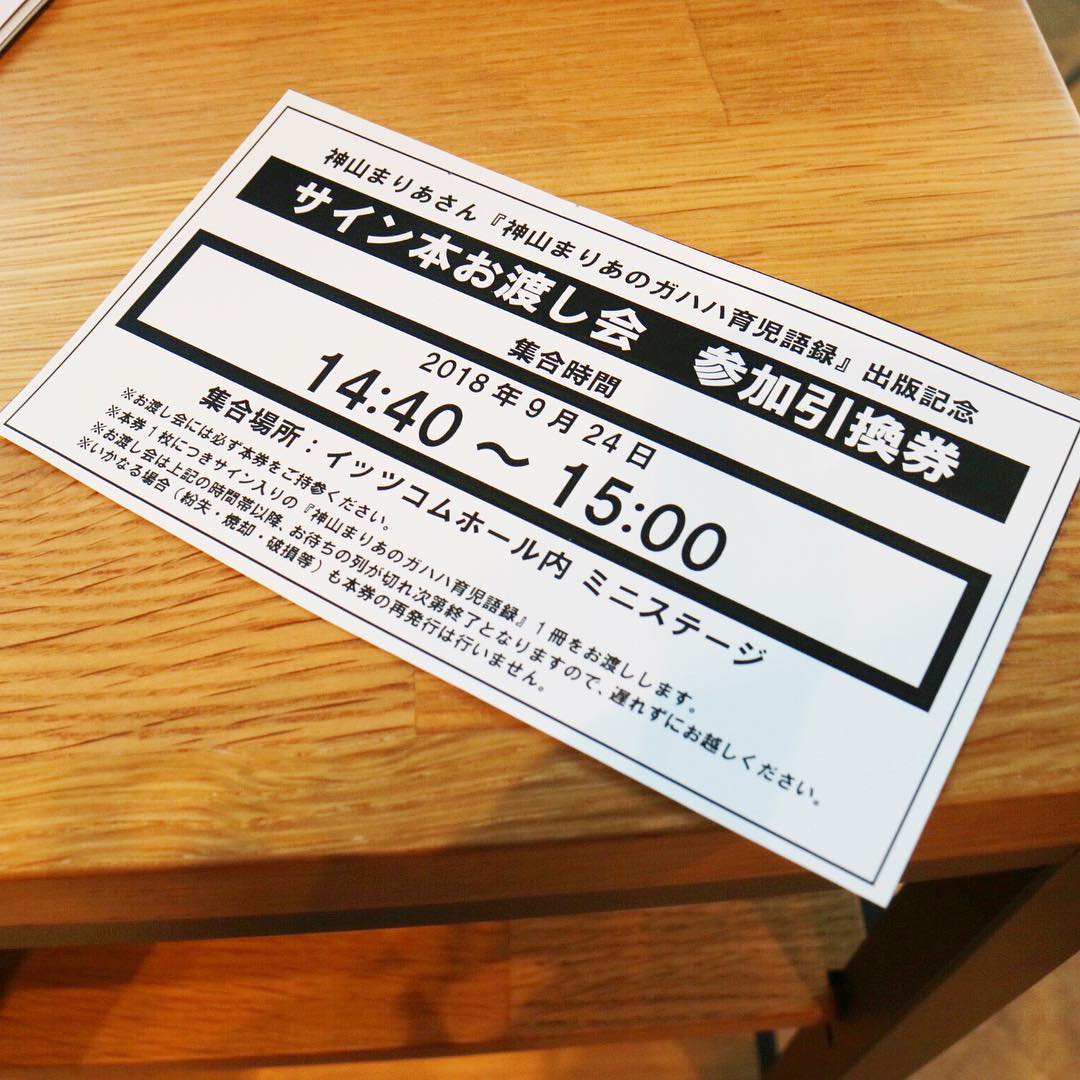 神山まりあさん『神山まりあのガハハ育児語録』出版記念
サイン本お渡し会　参加引換券
集合時間
2018年9月24日
14:40～15:00
集合場所：イッツコムホール内 ミニステージ
※お渡し会には必ず本券をご持参ください。
※本券1枚につきサイン入りの『神山まりあのガハハ育児語録』1冊をお渡しします。
※お渡し会は上記の時間帯以降、お待ちの列が切れ次第終了となりますので、遅れずにお越しください。
※いかなる場合（紛失・焼却・破損等）も本券の再発行は行いません。